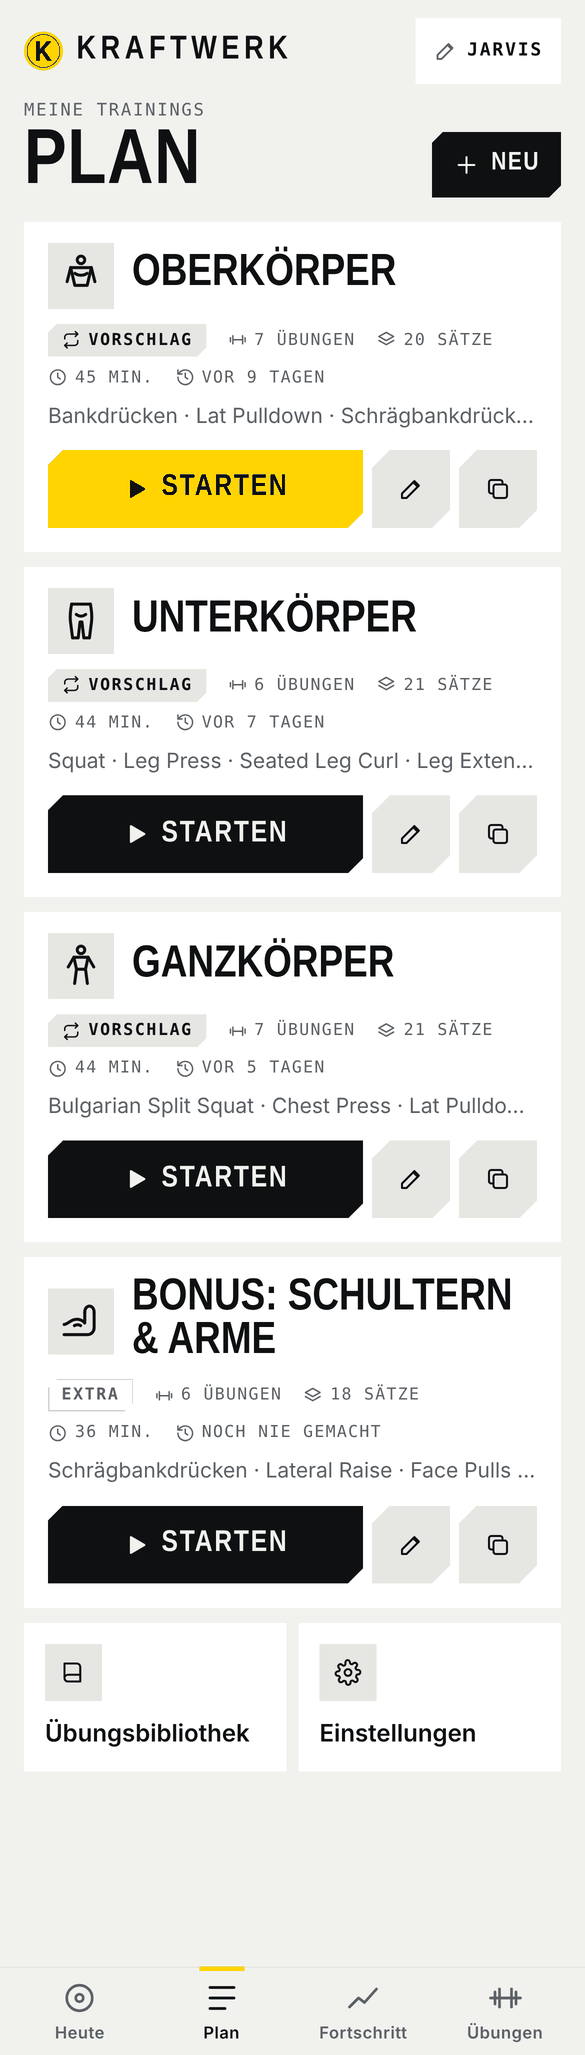 K KRAFTWERK
JARVIS
MEINE TRAININGS
PLAN
NEU
OBERKÖRPER
VORSCHLAG 7 ÜBUNGEN 20 SÄTZE
45 MIN. VOR 9 TAGEN
Bankdrücken · Lat Pulldown · Schrägbankdrück...
STARTEN
UNTERKÖRPER
VORSCHLAG 6 ÜBUNGEN 21 SÄTZE
44 MIN. VOR 7 TAGEN
Squat · Leg Press · Seated Leg Curl · Leg Exten...
STARTEN
GANZKÖRPER
VORSCHLAG 7 ÜBUNGEN 21 SÄTZE
44 MIN. VOR 5 TAGEN
Bulgarian Split Squat · Chest Press · Lat Pulldo...
STARTEN
BONUS: SCHULTERN
& ARME
EXTRA 6 ÜBUNGEN 18 SÄTZE
36 MIN. NOCH NIE GEMACHT
Schrägbankdrücken · Lateral Raise · Face Pulls ...
STARTEN
Übungsbibliothek
Einstellungen
Heute Plan Fortschritt Übungen